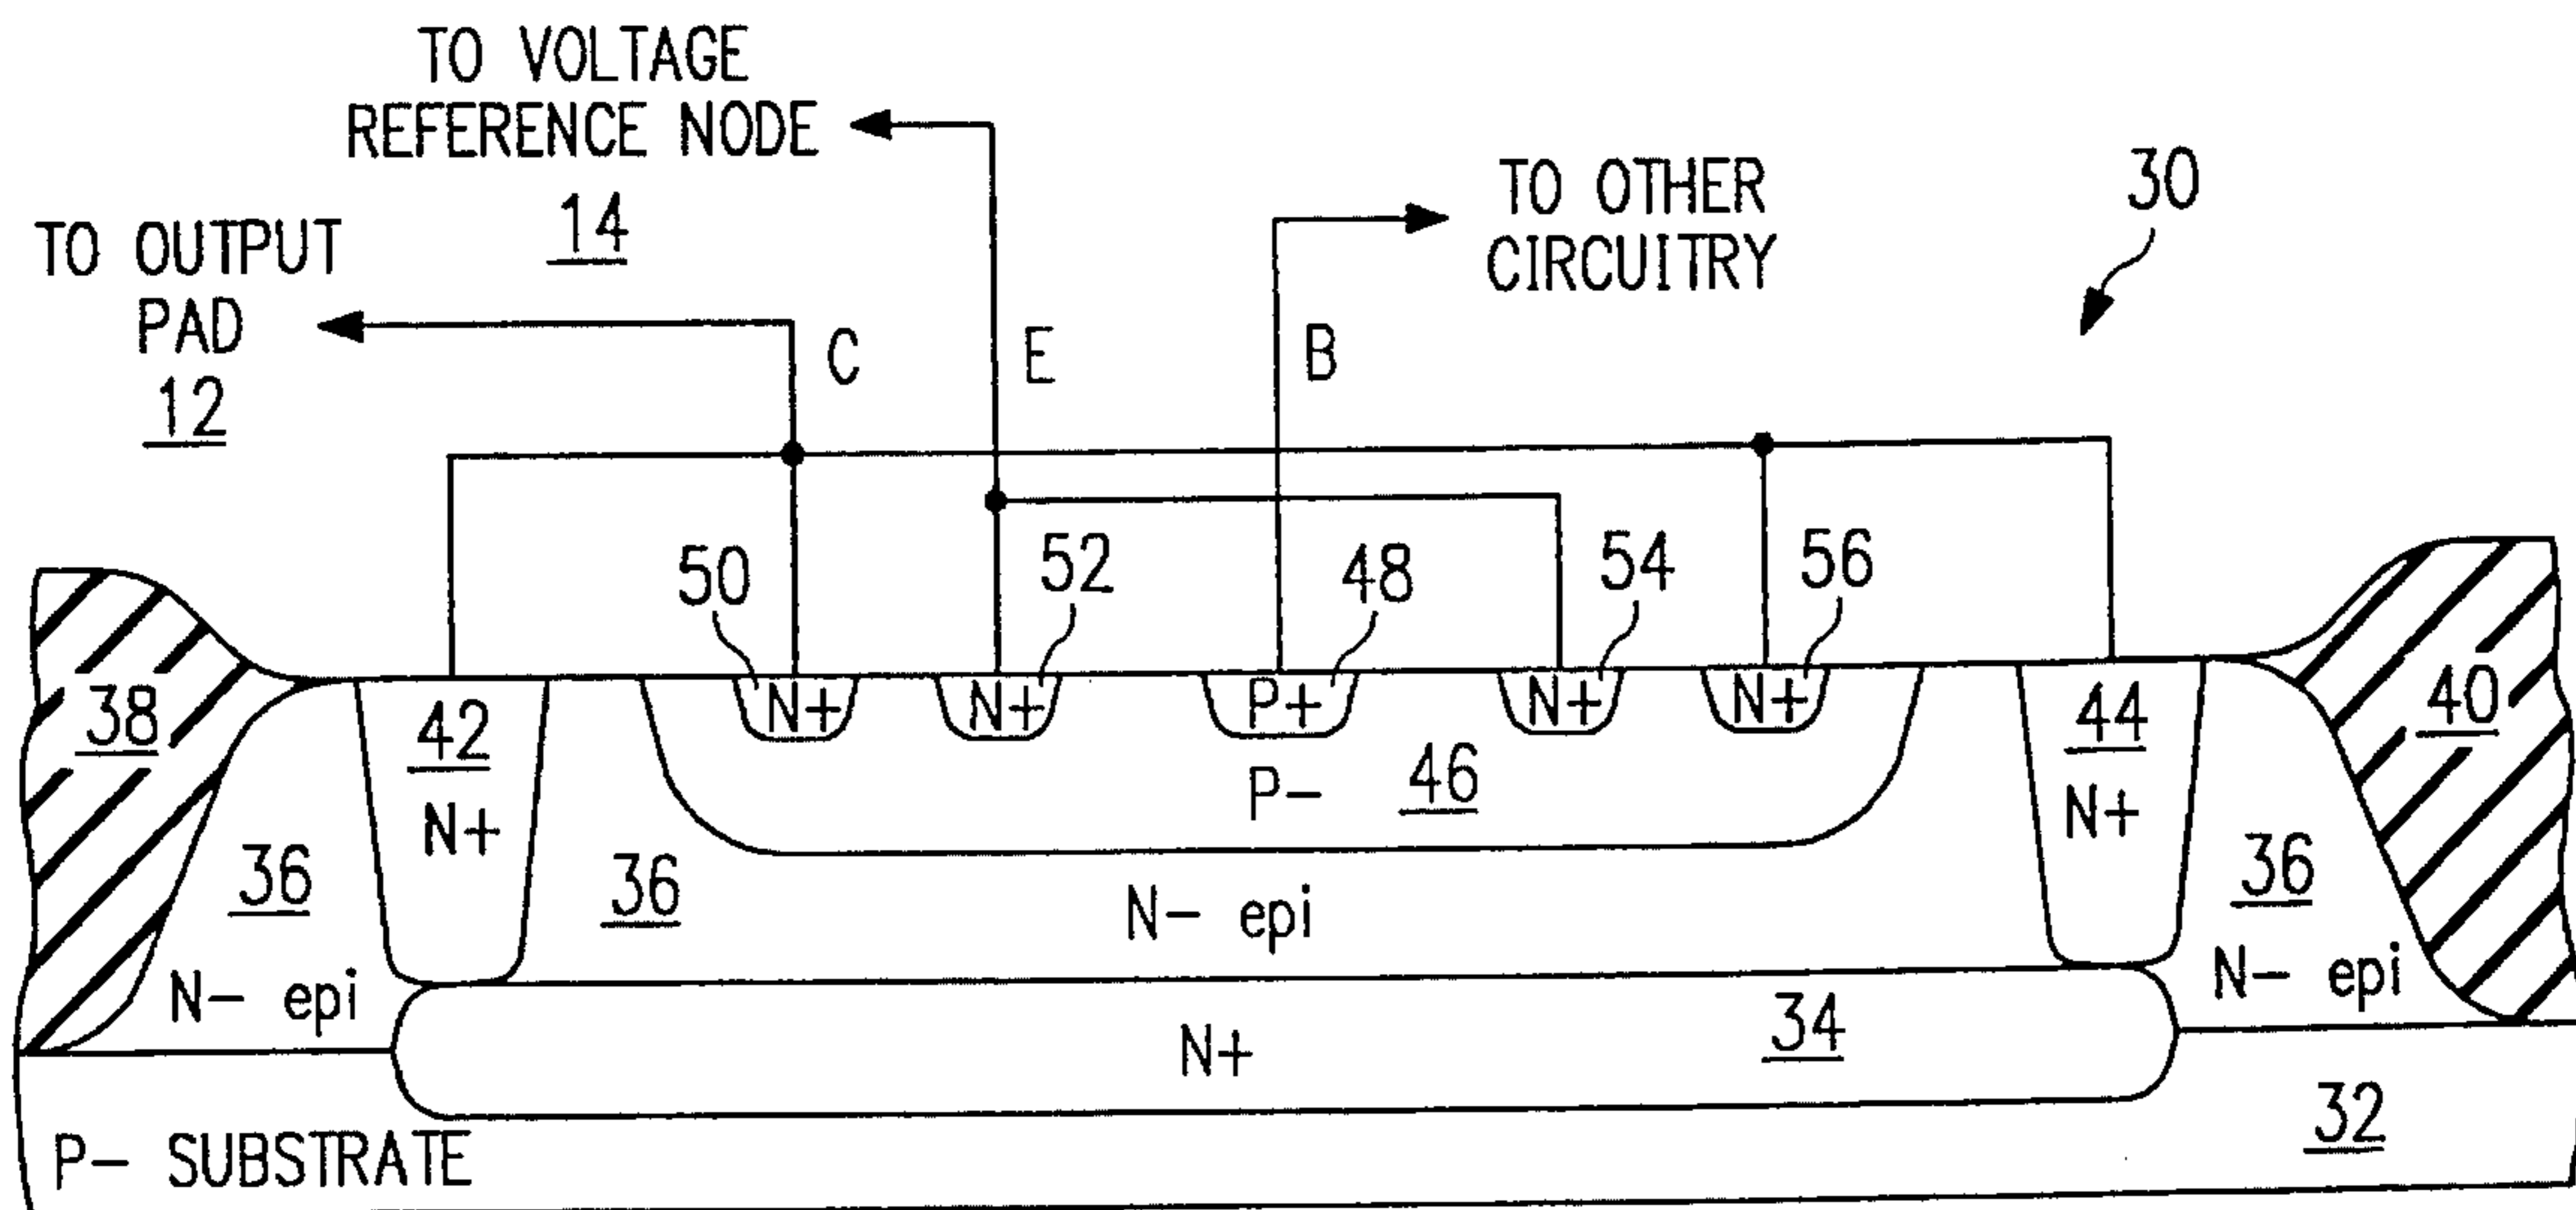 TO VOLTAGE
REFERENCE NODE
14
TO OUTPUT
PAD
12
TO OTHER
CIRCUITRY
30
C
E
B
50
52
48
54
56
38
42
N+
N+
N+
P+
N+
N+
44
N+
40
P-
46
36
36
36
N- epi
N- epi
N- epi
N+
34
P- SUBSTRATE
32